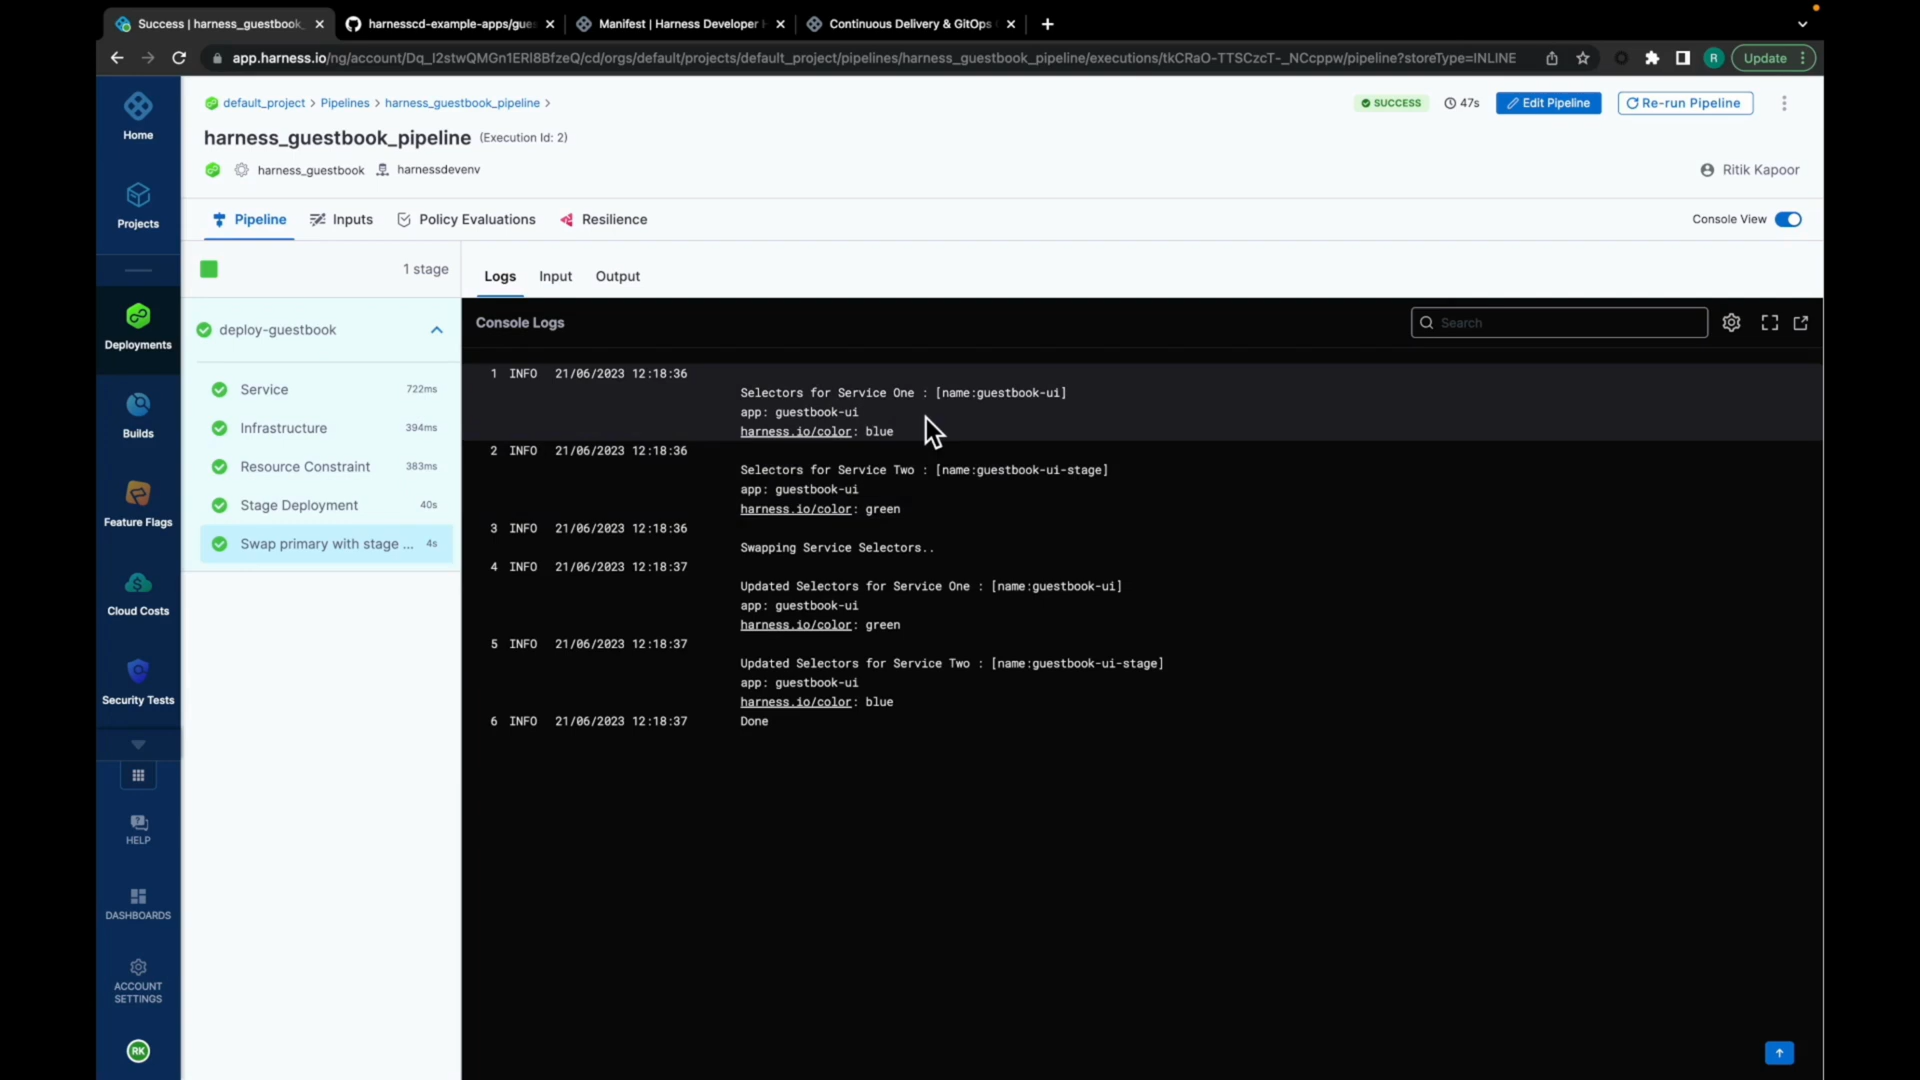 Success | harness_guestbook_
harnesscd-example-apps/gues
Manifest | Harness Developer
Continuous Delivery & GitOps
app.harness.io/ng/account/Dq_I2stwQMGn1ERI8BfzeQ/cd/orgs/default/projects/default_project/pipelines/harness_guestbook_pipeline/executions/tkCRaO-TTSCzcT-_NCcppw/pipeline?storeType=INLINE
R
Update
Home
Projects
Deployments
Builds
Feature Flags
Cloud Costs
Security Tests
HELP
DASHBOARDS
ACCOUNT
SETTINGS
RK
default_project > Pipelines > harness_guestbook_pipeline >
SUCCESS
47s
Edit Pipeline
Re-run Pipeline
harness_guestbook_pipeline (Execution Id: 2)
harness_guestbook
harnessdevenv
Ritik Kapoor
Pipeline
Inputs
Policy Evaluations
Resilience
Console View
1 stage
deploy-guestbook
Service 722ms
Infrastructure 394ms
Resource Constraint 383ms
Stage Deployment 40s
Swap primary with stage ... 4s
Logs
Input
Output
Console Logs
Search
1 INFO 21/06/2023 12:18:36
Selectors for Service One : [name:guestbook-ui]
app: guestbook-ui
harness.io/color: blue
2 INFO 21/06/2023 12:18:36
Selectors for Service Two : [name:guestbook-ui-stage]
app: guestbook-ui
harness.io/color: green
3 INFO 21/06/2023 12:18:36
Swapping Service Selectors..
4 INFO 21/06/2023 12:18:37
Updated Selectors for Service One : [name:guestbook-ui]
app: guestbook-ui
harness.io/color: green
5 INFO 21/06/2023 12:18:37
Updated Selectors for Service Two : [name:guestbook-ui-stage]
app: guestbook-ui
harness.io/color: blue
6 INFO 21/06/2023 12:18:37 Done